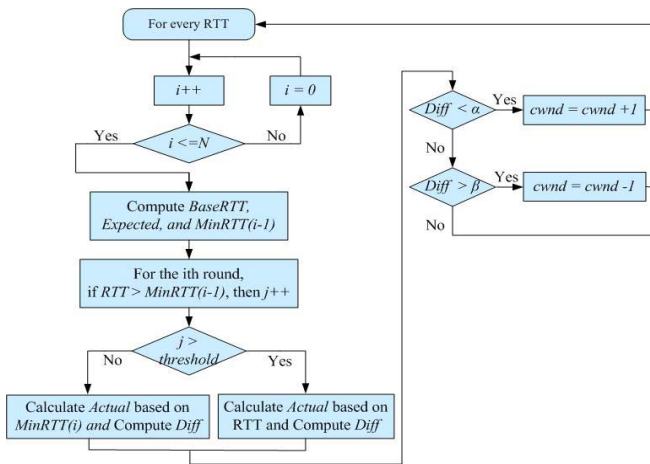 For every RTT
i++
i = 0
Yes
i <=N
No
Compute BaseRTT,
Expected, and MinRTT(i-1)
For the ith round,
if RTT > MinRTT(i-1), then j++
j >
threshold
No
Yes
Calculate Actual based on
MinRTT(i) and Compute Diff
Calculate Actual based on
RTT and Compute Diff
Diff < α
Yes
cwnd = cwnd +1
No
Diff > β
Yes
cwnd = cwnd -1
No